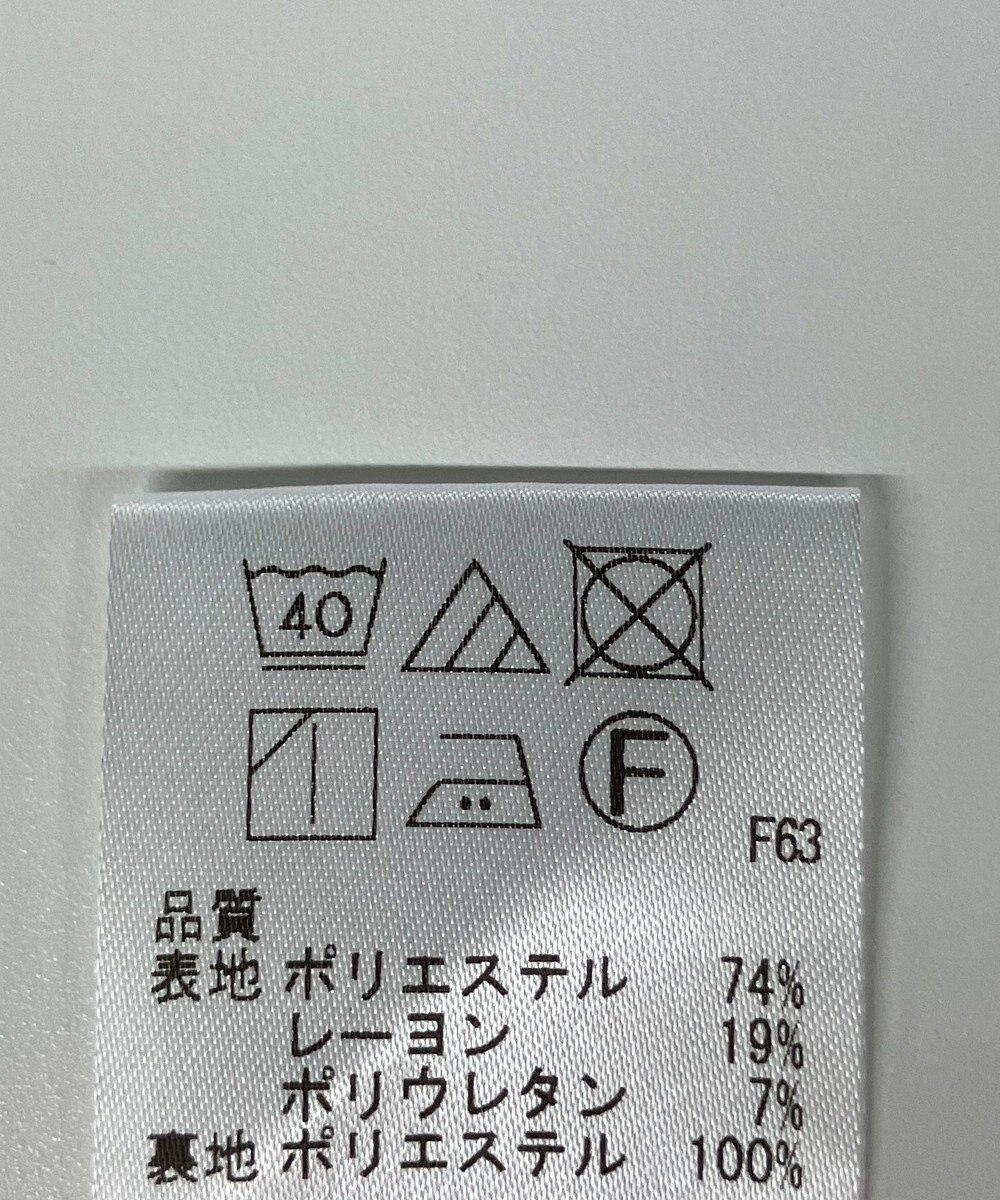 40
F
F63
品質
表地 ポリエステル 74%
レーヨン 19%
ポリウレタン 7%
裏地 ポリエステル 100%